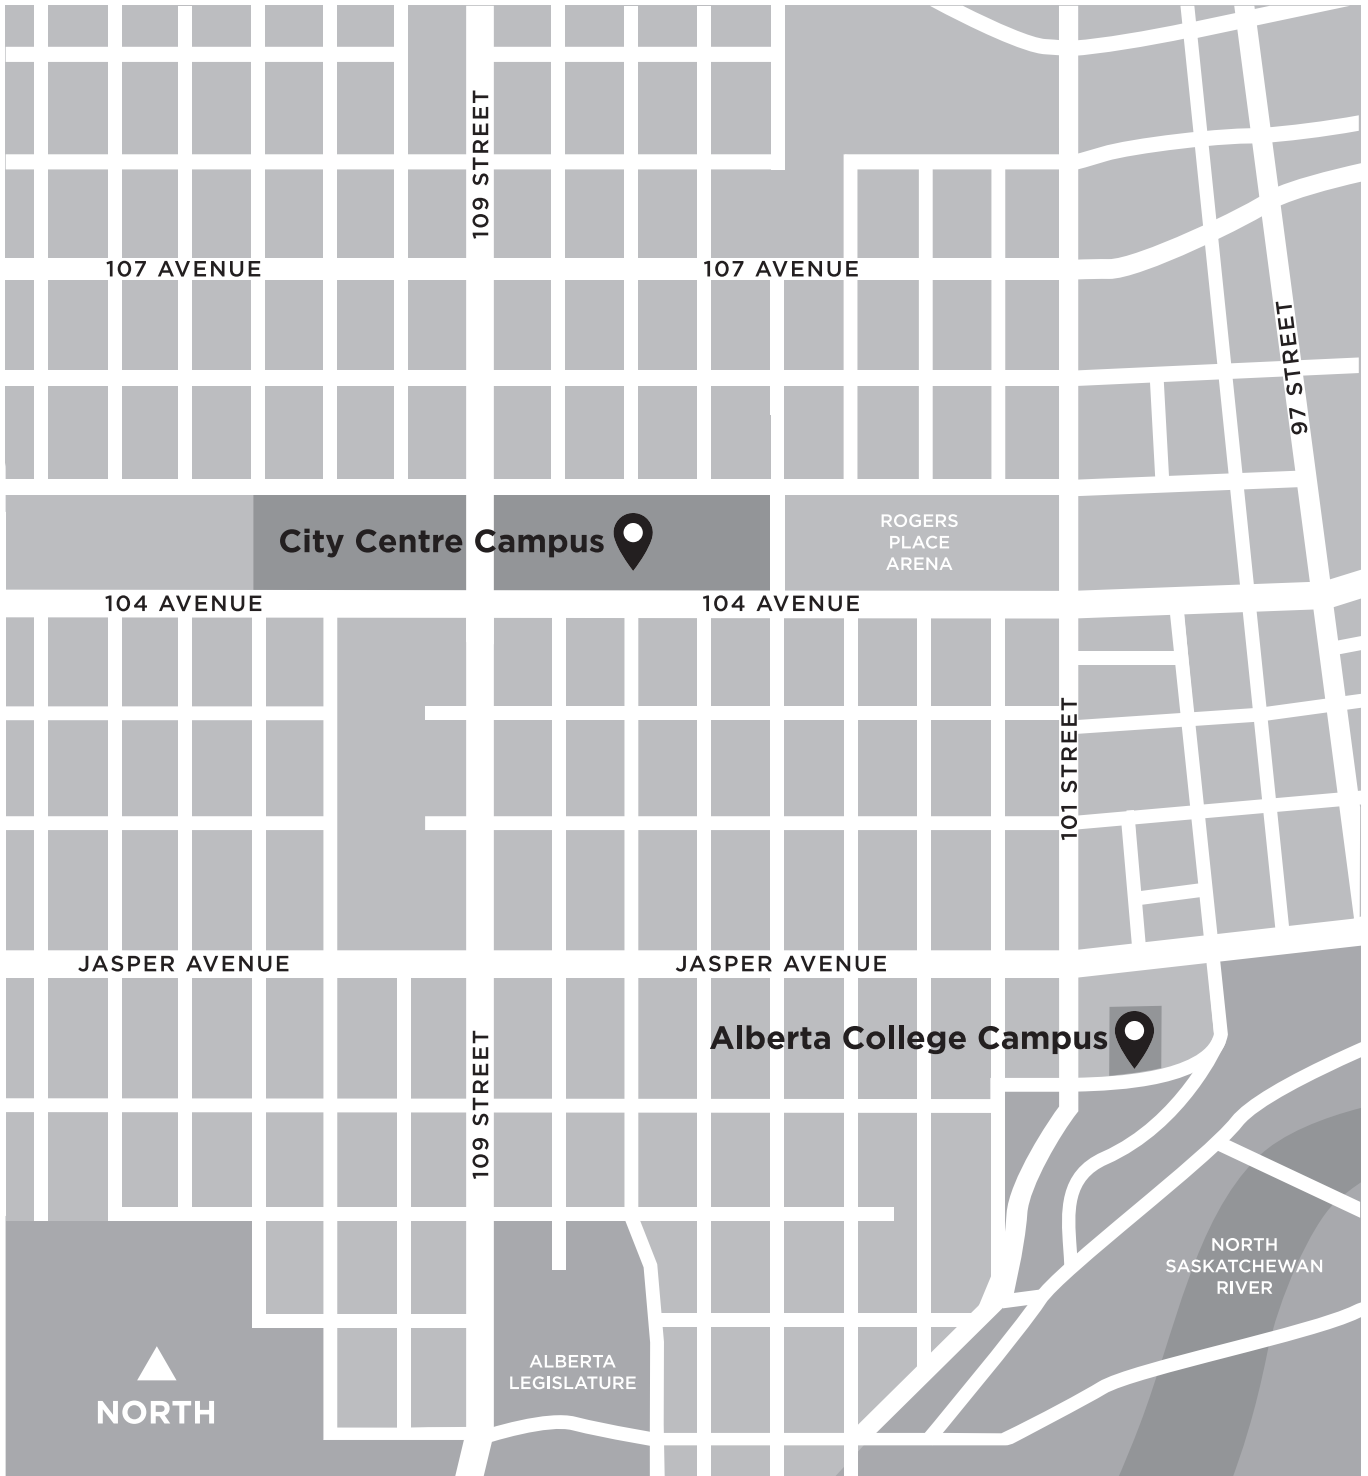 109 STREET
107 AVENUE
107 AVENUE
97 STREET
City Centre Campus
ROGERS
PLACE
ARENA
104 AVENUE
104 AVENUE
101 STREET
JASPER AVENUE
JASPER AVENUE
Alberta College Campus
109 STREET
NORTH
SASKATCHEWAN
RIVER
ALBERTA
LEGISLATURE
NORTH